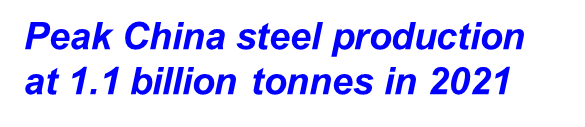 Peak China steel production
at 1.1 billion tonnes in 2021